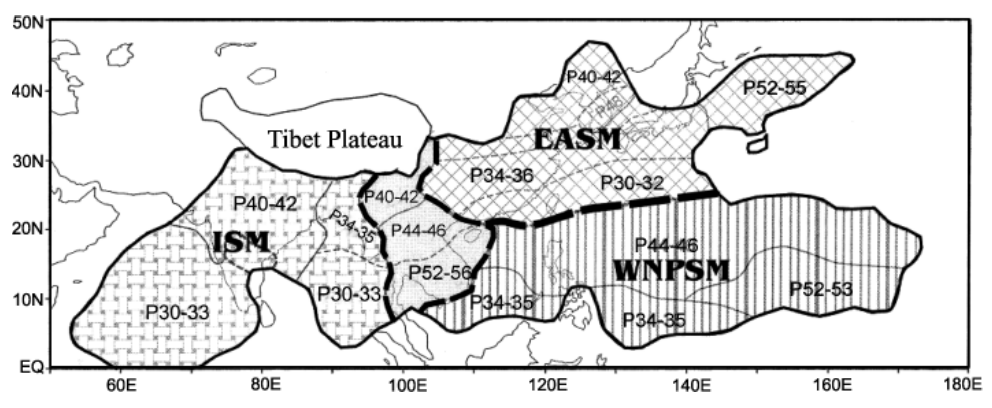 50N
40N
30N
20N
10N
EQ
60E 80E 100E 120E 140E 160E 180E
Tibet Plateau
P40-42
P48
P52-55
EASM
P34-36
P30-32
P40-42
P34-35
ISM
P30-33
P30-33
P40-42
P44-46
P52-56
P44-46
WNPSM
P52-53
P34-35
P34-35